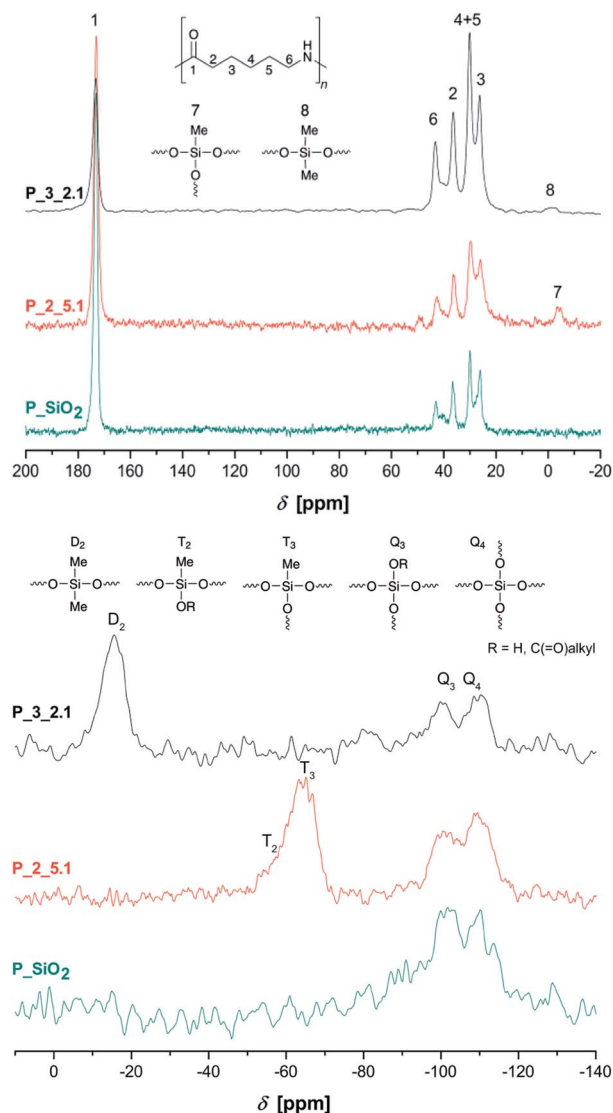 1
4+5
O
H
N
2
4
6
1
3
5
n
3
2
6
7
8
Me
Me
O
Si
O
O
Si
O
O
Me
P_3_2.1
8
P_2_5.1
7
P_SiO₂
200 180 160 140 120 100 80 60 40 20 0 -20
δ [ppm]
D₂ T₂ T₃ Q₃ Q₄
Me Me Me OR O
O Si O O Si O O Si O O Si O O Si O
Me OR O O O
R = H, C(=O)alkyl
D₂
Q₃ Q₄
P_3_2.1
T₃
T₂
P_2_5.1
P_SiO₂
0 -20 -40 -60 -80 -100 -120 -140
δ [ppm]